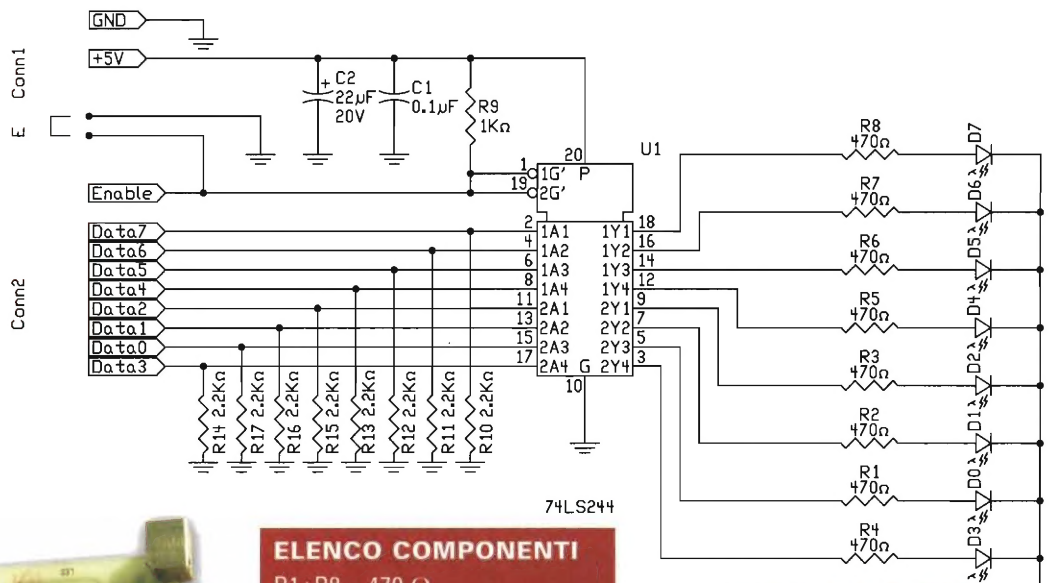 GND
+5V
Conn1
E
+ C2
22µF
20V
C1
0.1µF
R9
1KΩ
Enable
Conn2
Data7
Data6
Data5
Data4
Data2
Data1
Data0
Data3
R14 2.2KΩ
R17 2.2KΩ
R16 2.2KΩ
R15 2.2KΩ
R13 2.2KΩ
R12 2.2KΩ
R11 2.2KΩ
R10 2.2KΩ
U1
20
1 1G' P
19 2G'
2 1A1 1Y1 18
4 1A2 1Y2 16
6 1A3 1Y3 14
8 1A4 1Y4 12
11 2A1 2Y1 9
13 2A2 2Y2 7
15 2A3 2Y3 5
17 2A4 G 2Y4 3
10
74LS244
R8
470Ω
D7
R7
470Ω
D6
R6
470Ω
D5
R5
470Ω
D4
R3
470Ω
D2
R2
470Ω
D1
R1
470Ω
D0
R4
470Ω
D3
ELENCO COMPONENTI